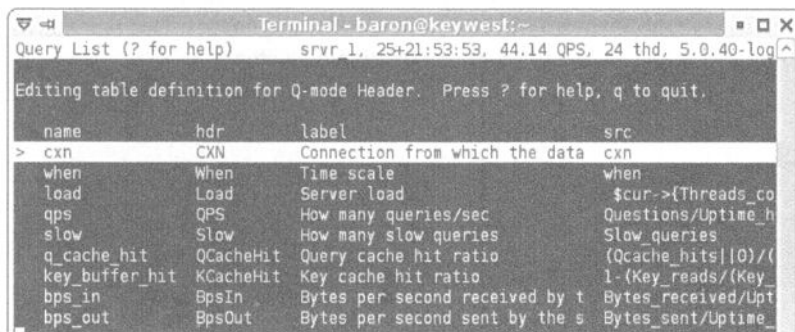 Terminal - baron@keywest:~
Query List (? for help) srvr_1, 25+21:53:53, 44.14 QPS, 24 thd, 5.0.40-log
Editing table definition for Q-mode Header. Press ? for help, q to quit.
name hdr label src
> cxn CXN Connection from which the data cxn
when When Time scale when
load Load Server load $cur->{Threads_co
qps QPS How many queries/sec Questions/Uptime_h
slow Slow How many slow queries Slow_queries
q_cache_hit QCacheHit Query cache hit ratio (Qcache_hits||0)/(
key_buffer_hit KCacheHit Key cache hit ratio 1-(Key_reads/(Key_
bps_in BpsIn Bytes per second received by t Bytes_received/Upt
bps_out BpsOut Bytes per second sent by the s Bytes_sent/Uptime_